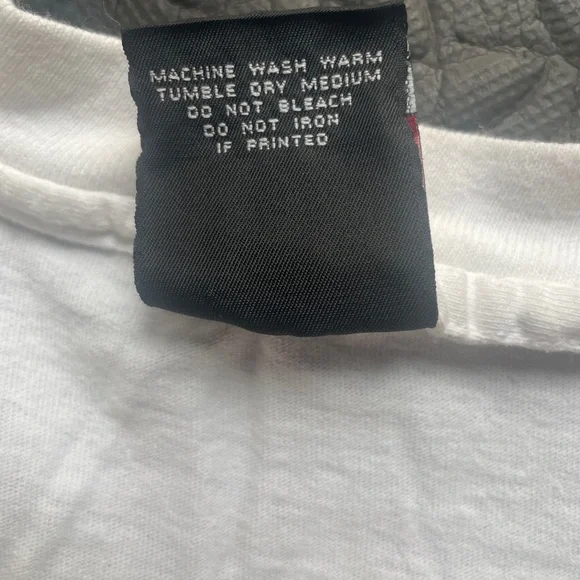 MACHINE WASH WARM
TUMBLE DRY MEDIUM
DO NOT BLEACH
DO NOT IRON
IF PRINTED